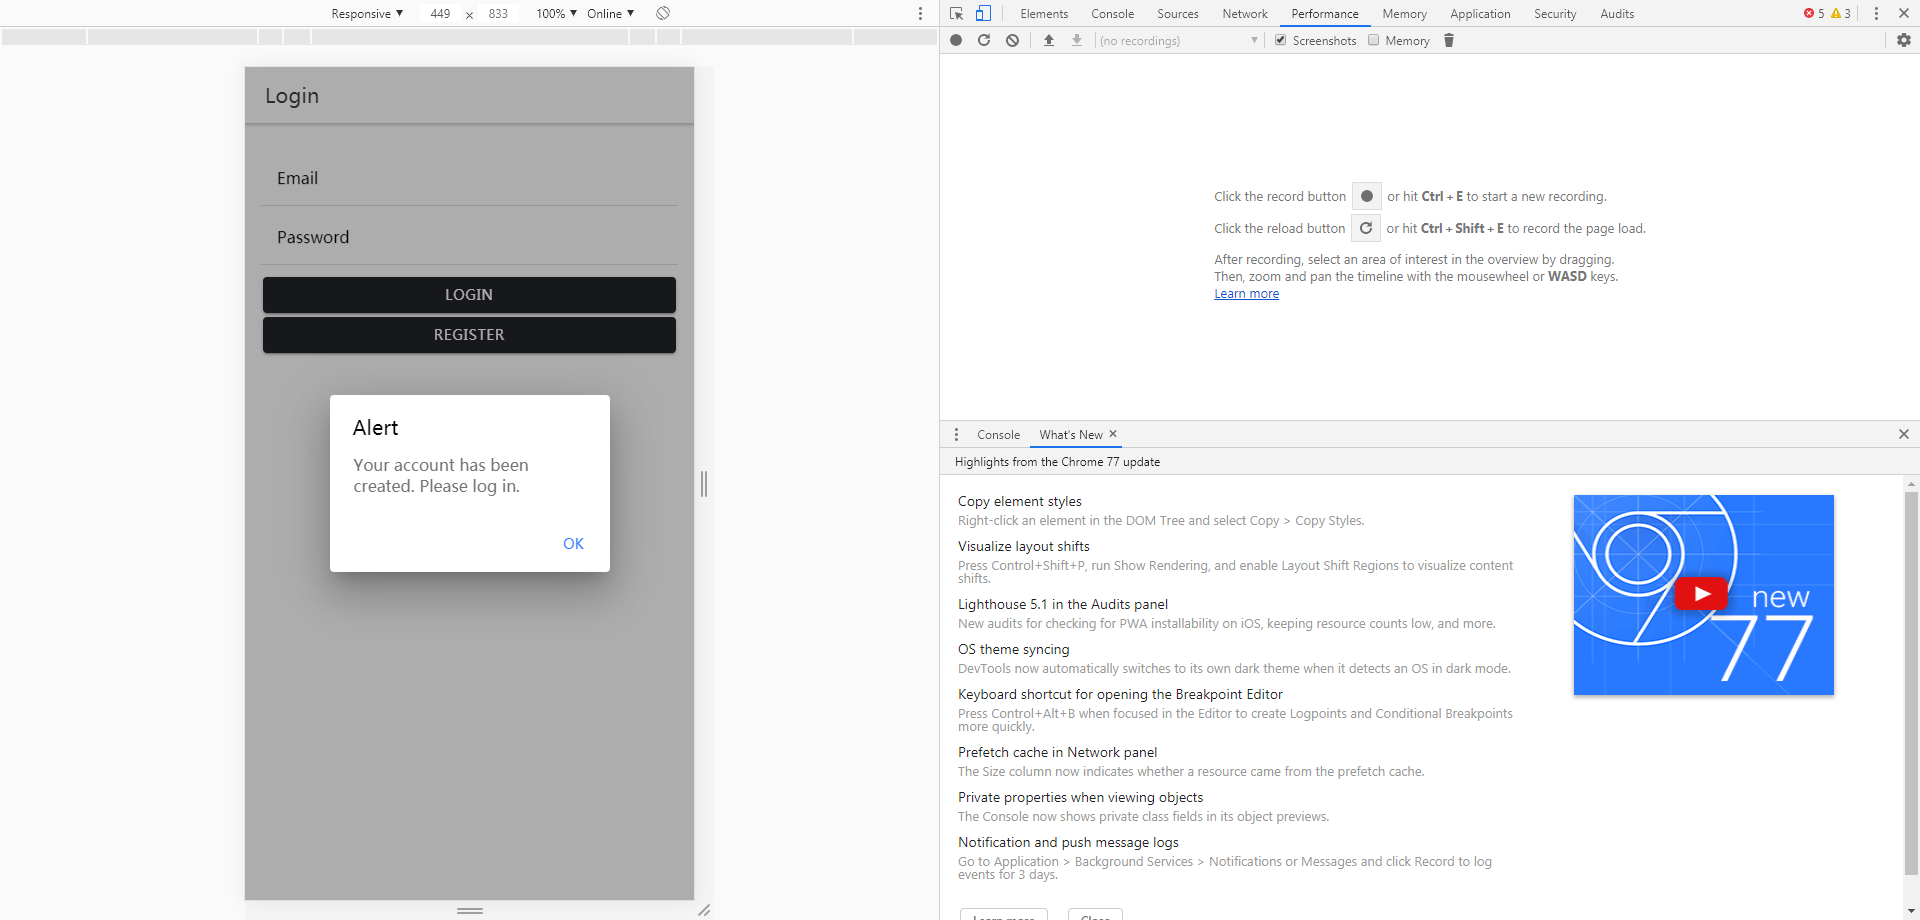 Responsive ▼ 449 × 833 100% ▼ Online ▼
Login
Email
Password
LOGIN
REGISTER
Alert
Your account has been
created. Please log in.
OK
Elements Console Sources Network Performance Memory Application Security Audits 5 3
(no recordings) Screenshots Memory
Click the record button or hit Ctrl + E to start a new recording.
Click the reload button or hit Ctrl + Shift + E to record the page load.
After recording, select an area of interest in the overview by dragging.
Then, zoom and pan the timeline with the mousewheel or WASD keys.
Learn more
Console What's New ×
Highlights from the Chrome 77 update
Copy element styles
Right-click an element in the DOM Tree and select Copy > Copy Styles.
Visualize layout shifts
Press Control+Shift+P, run Show Rendering, and enable Layout Shift Regions to visualize content
shifts.
Lighthouse 5.1 in the Audits panel
New audits for checking for PWA installability on iOS, keeping resource counts low, and more.
OS theme syncing
DevTools now automatically switches to its own dark theme when it detects an OS in dark mode.
Keyboard shortcut for opening the Breakpoint Editor
Press Control+Alt+B when focused in the Editor to create Logpoints and Conditional Breakpoints
more quickly.
Prefetch cache in Network panel
The Size column now indicates whether a resource came from the prefetch cache.
Private properties when viewing objects
The Console now shows private class fields in its object previews.
Notification and push message logs
Go to Application > Background Services > Notifications or Messages and click Record to log
events for 3 days.
Learn more Close
new
77